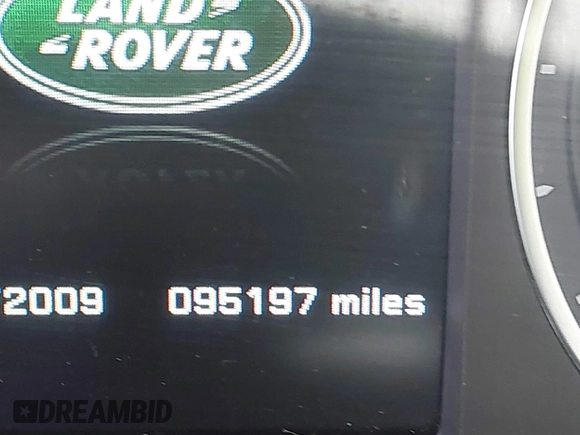 LAND
ROVER
/2009 095197 miles
DREAMBID